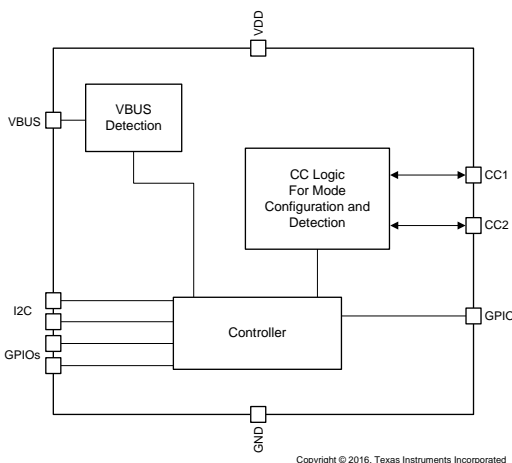 VDD
VBUS
Detection
VBUS
CC Logic
For Mode
Configuration and
Detection
CC1
CC2
I2C
GPIOs
Controller
GPIO
GND
Copyright © 2016, Texas Instruments Incorporated